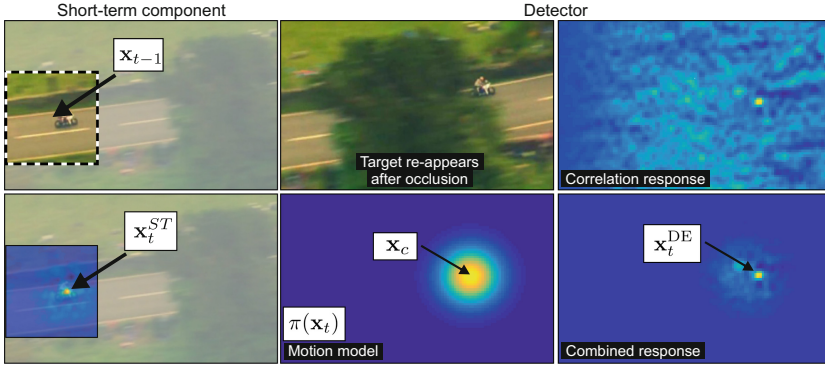 Short-term component
Detector
x_{t−1}
Target re-appears
after occlusion
Correlation response
x_t^{ST}
x_c
π(x_t)
Motion model
x_t^{DE}
Combined response